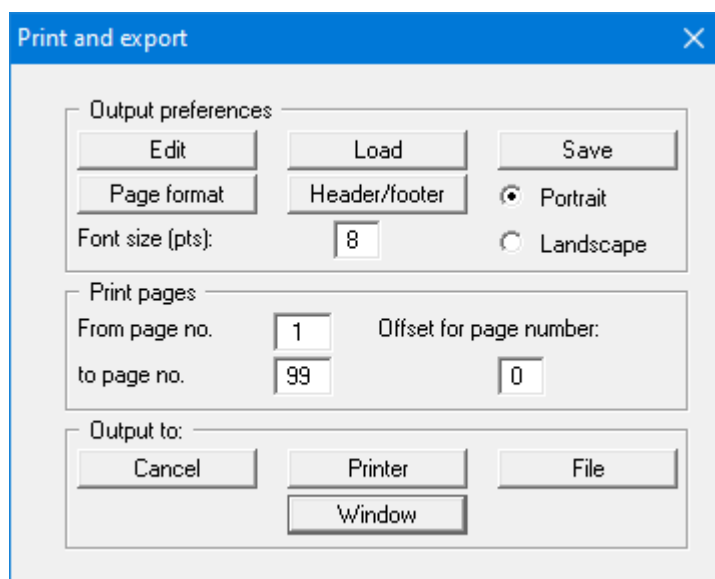 Print and export
Output preferences
Edit Load Save
Page format Header/footer Portrait
Font size (pts): 8 Landscape
Print pages
From page no. 1 Offset for page number:
to page no. 99 0
Output to:
Cancel Printer File
Window